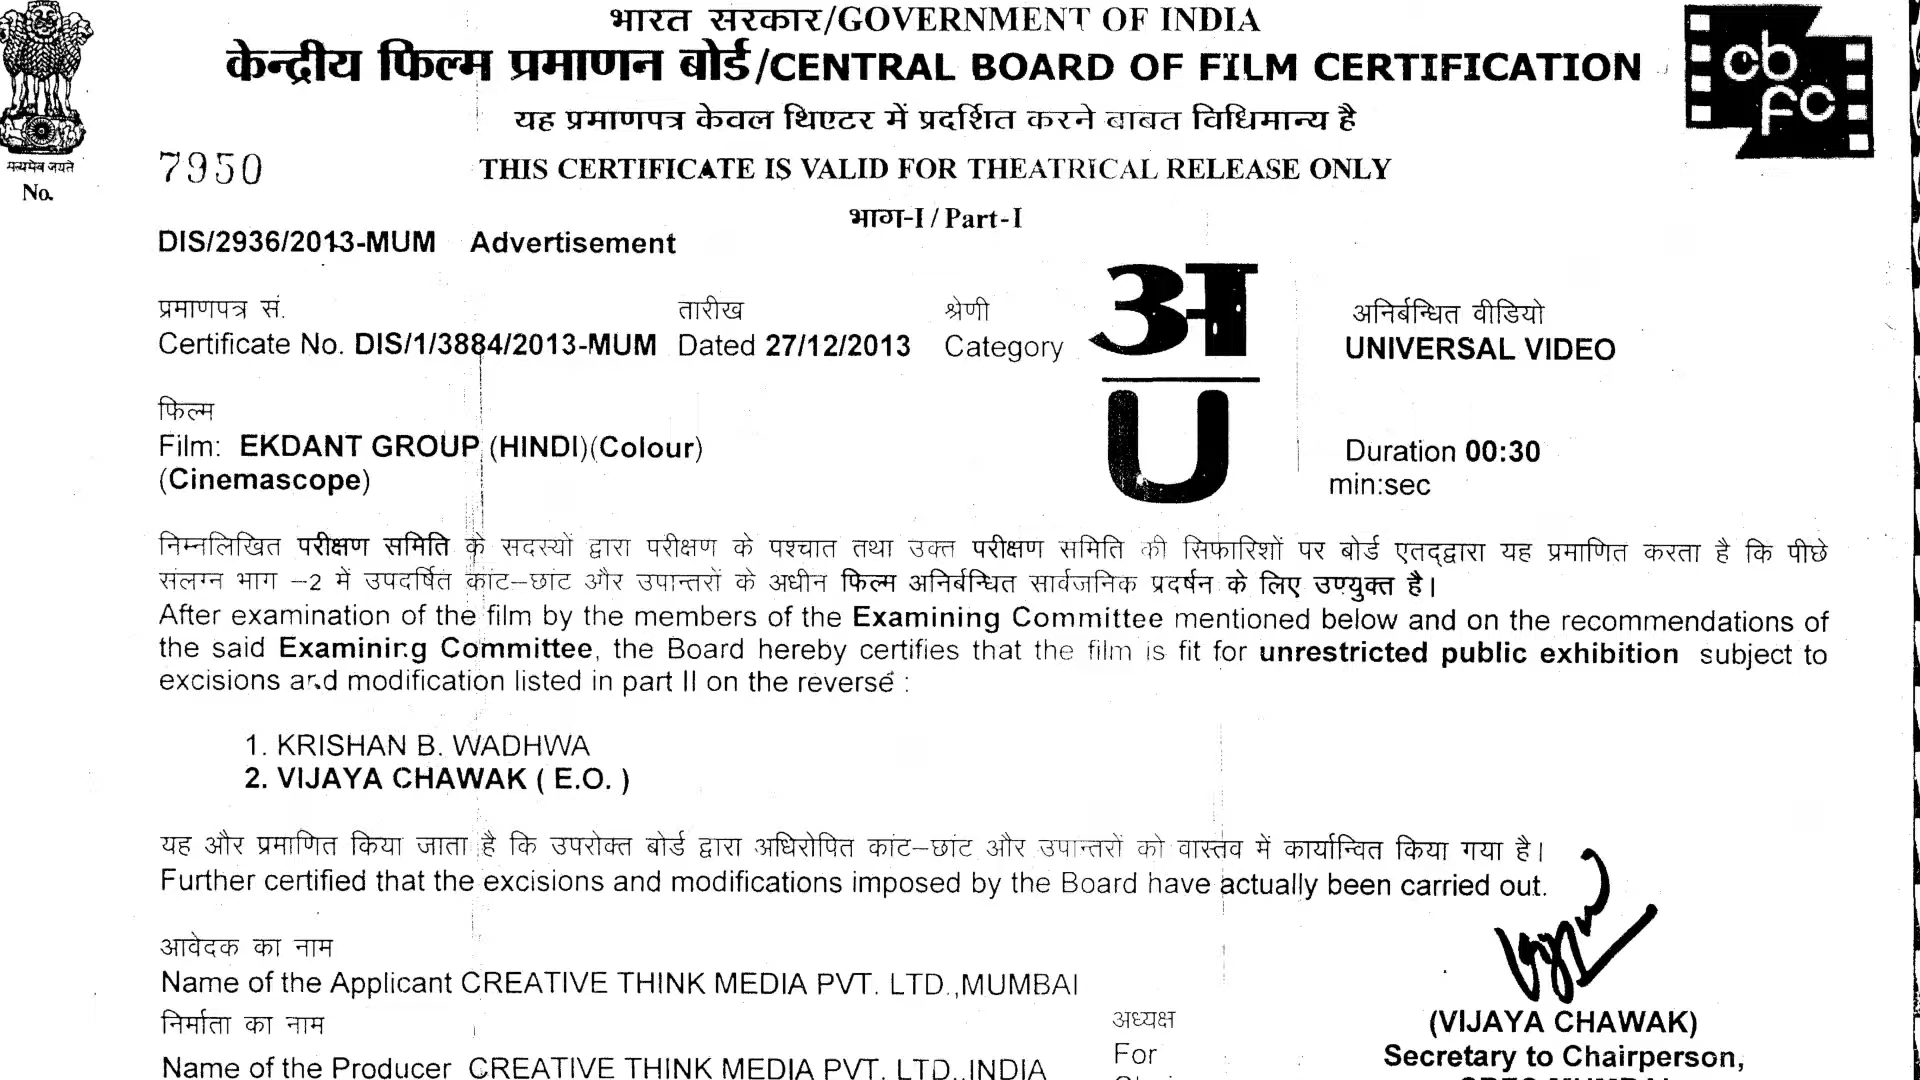 भारत सरकार/GOVERNMENT OF INDIA
केन्द्रीय फिल्म प्रमाणन बोर्ड/CENTRAL BOARD OF FILM CERTIFICATION
cb
fc
यह प्रमाणपत्र केवल थिएटर में प्रदर्शित करने बाबत विधिमान्य है
सत्यमेव जयते
No.
7950 THIS CERTIFICATE IS VALID FOR THEATRICAL RELEASE ONLY
भाग-I / Part-I
DIS/2936/2013-MUM Advertisement
प्रमाणपत्र सं. तारीख श्रेणी अ अनिर्बन्धित वीडियो
Certificate No. DIS/1/3884/2013-MUM Dated 27/12/2013 Category U UNIVERSAL VIDEO
फिल्म
Film: EKDANT GROUP (HINDI)(Colour) Duration 00:30
(Cinemascope) min:sec
निम्नलिखित परीक्षण समिति के सदस्यों द्वारा परीक्षण के पश्चात तथा उक्त परीक्षण समिति की सिफारिशों पर बोर्ड एतद्द्वारा यह प्रमाणित करता है कि पीछे
संलग्न भाग -2 में उपदर्षित कांट-छांट और उपान्तरों के अधीन फिल्म अनिर्बन्धित सार्वजनिक प्रदर्षन के लिए उण्युक्त है।
After examination of the film by the members of the Examining Committee mentioned below and on the recommendations of
the said Examining Committee, the Board hereby certifies that the film is fit for unrestricted public exhibition subject to
excisions and modification listed in part II on the reverse :
1. KRISHAN B. WADHWA
2. VIJAYA CHAWAK ( E.O. )
यह और प्रमाणित किया जाता है कि उपरोक्त बोर्ड द्वारा अधिरोपित कांट-छांट और उपान्तरों को वास्तव में कार्यान्वित किया गया है।
Further certified that the excisions and modifications imposed by the Board have actually been carried out.
आवेदक का नाम
Name of the Applicant CREATIVE THINK MEDIA PVT. LTD.,MUMBAI
निर्माता का नाम अध्यक्ष (VIJAYA CHAWAK)
Name of the Producer CREATIVE THINK MEDIA PVT. LTD.,INDIA For Secretary to Chairperson,